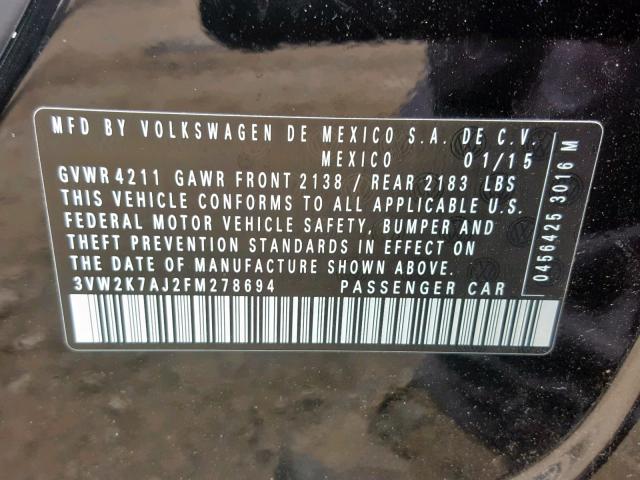 MFD BY VOLKSWAGEN DE MEXICO S.A. DE C.V.
MEXICO 01/15
GVWR 4211 GAWR FRONT 2138 / REAR 2183 LBS
THIS VEHICLE CONFORMS TO ALL APPLICABLE U.S.
FEDERAL MOTOR VEHICLE SAFETY, BUMPER AND
THEFT PREVENTION STANDARDS IN EFFECT ON
THE DATE OF MANUFACTURE SHOWN ABOVE.
3VW2K7AJ2FM278694 PASSENGER CAR
0456425 3016 M